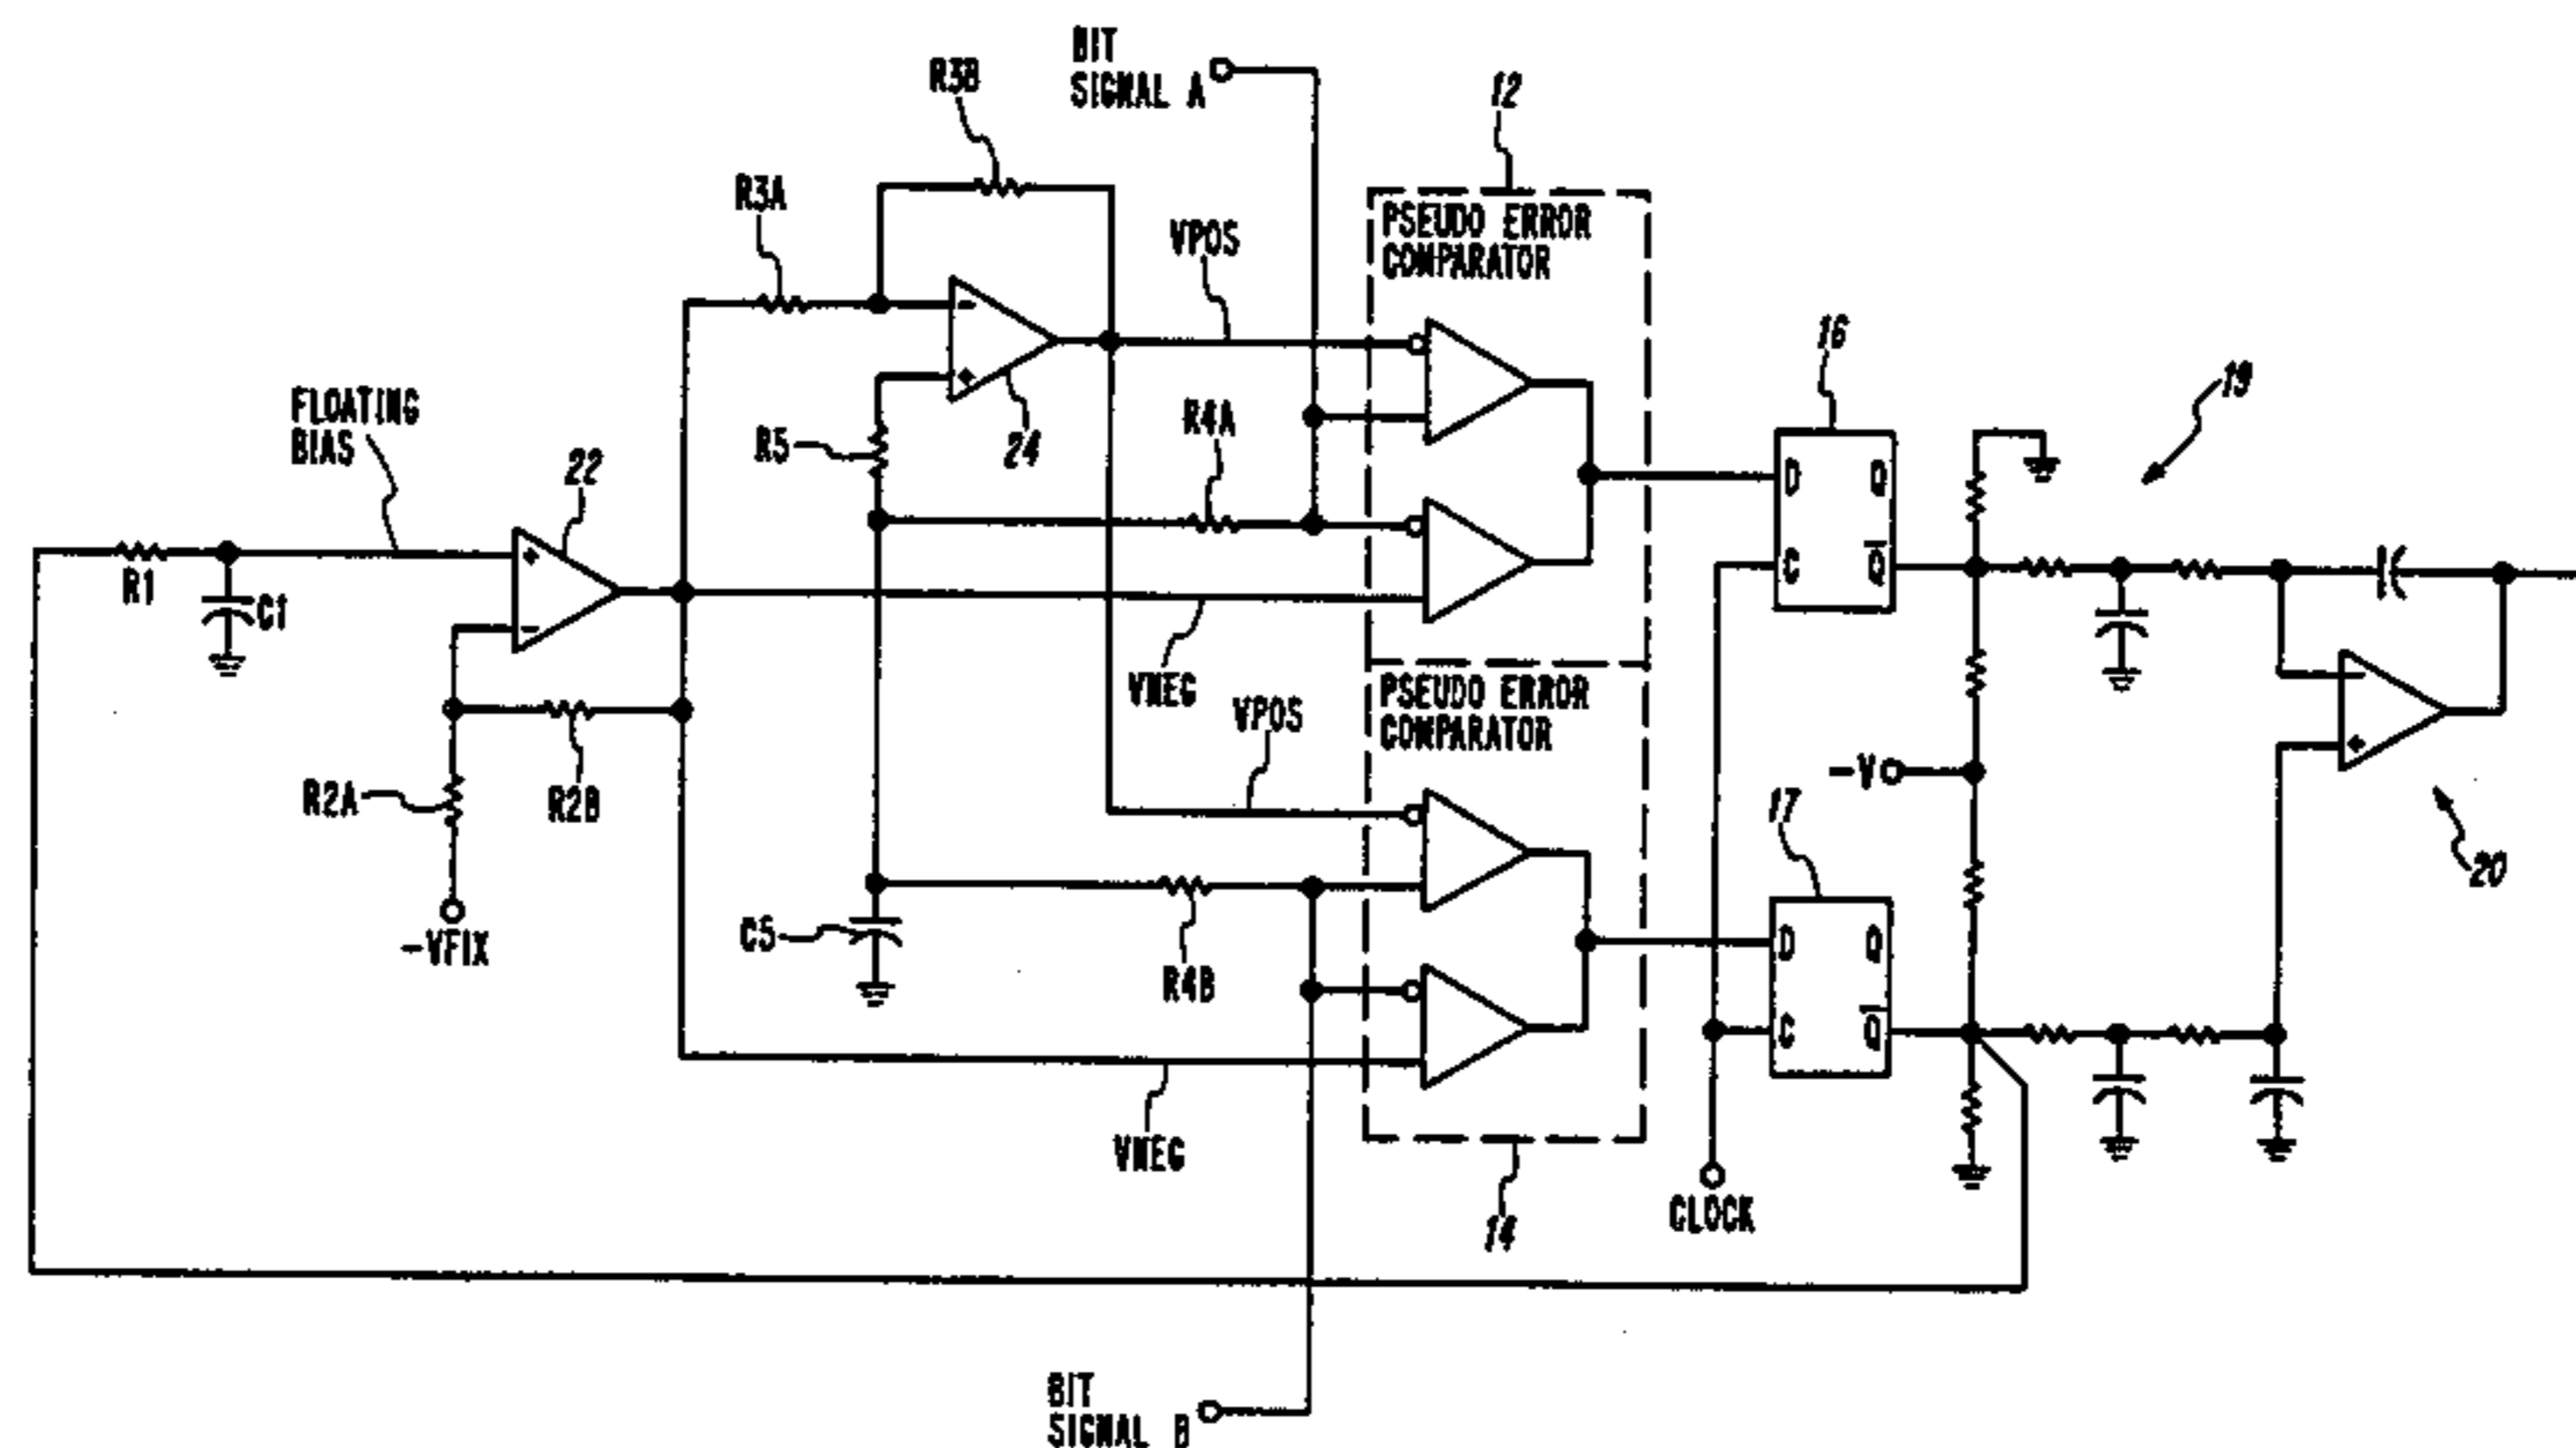 BIT
SIGNAL A
R3B
12
R3A
PSEUDO ERROR
COMPARATOR
VPOS
16
19
FLOATING
BIAS
22
R5
24
R4A
-
+
D Q
C Q
R1
C1
+
-
VNEG
PSEUDO ERROR
COMPARATOR
VPOS
-V
-
+
R2A
R2B
17
20
-VFIX
C5
R4B
D Q
C Q
VNEG
14
CLOCK
BIT
SIGNAL B